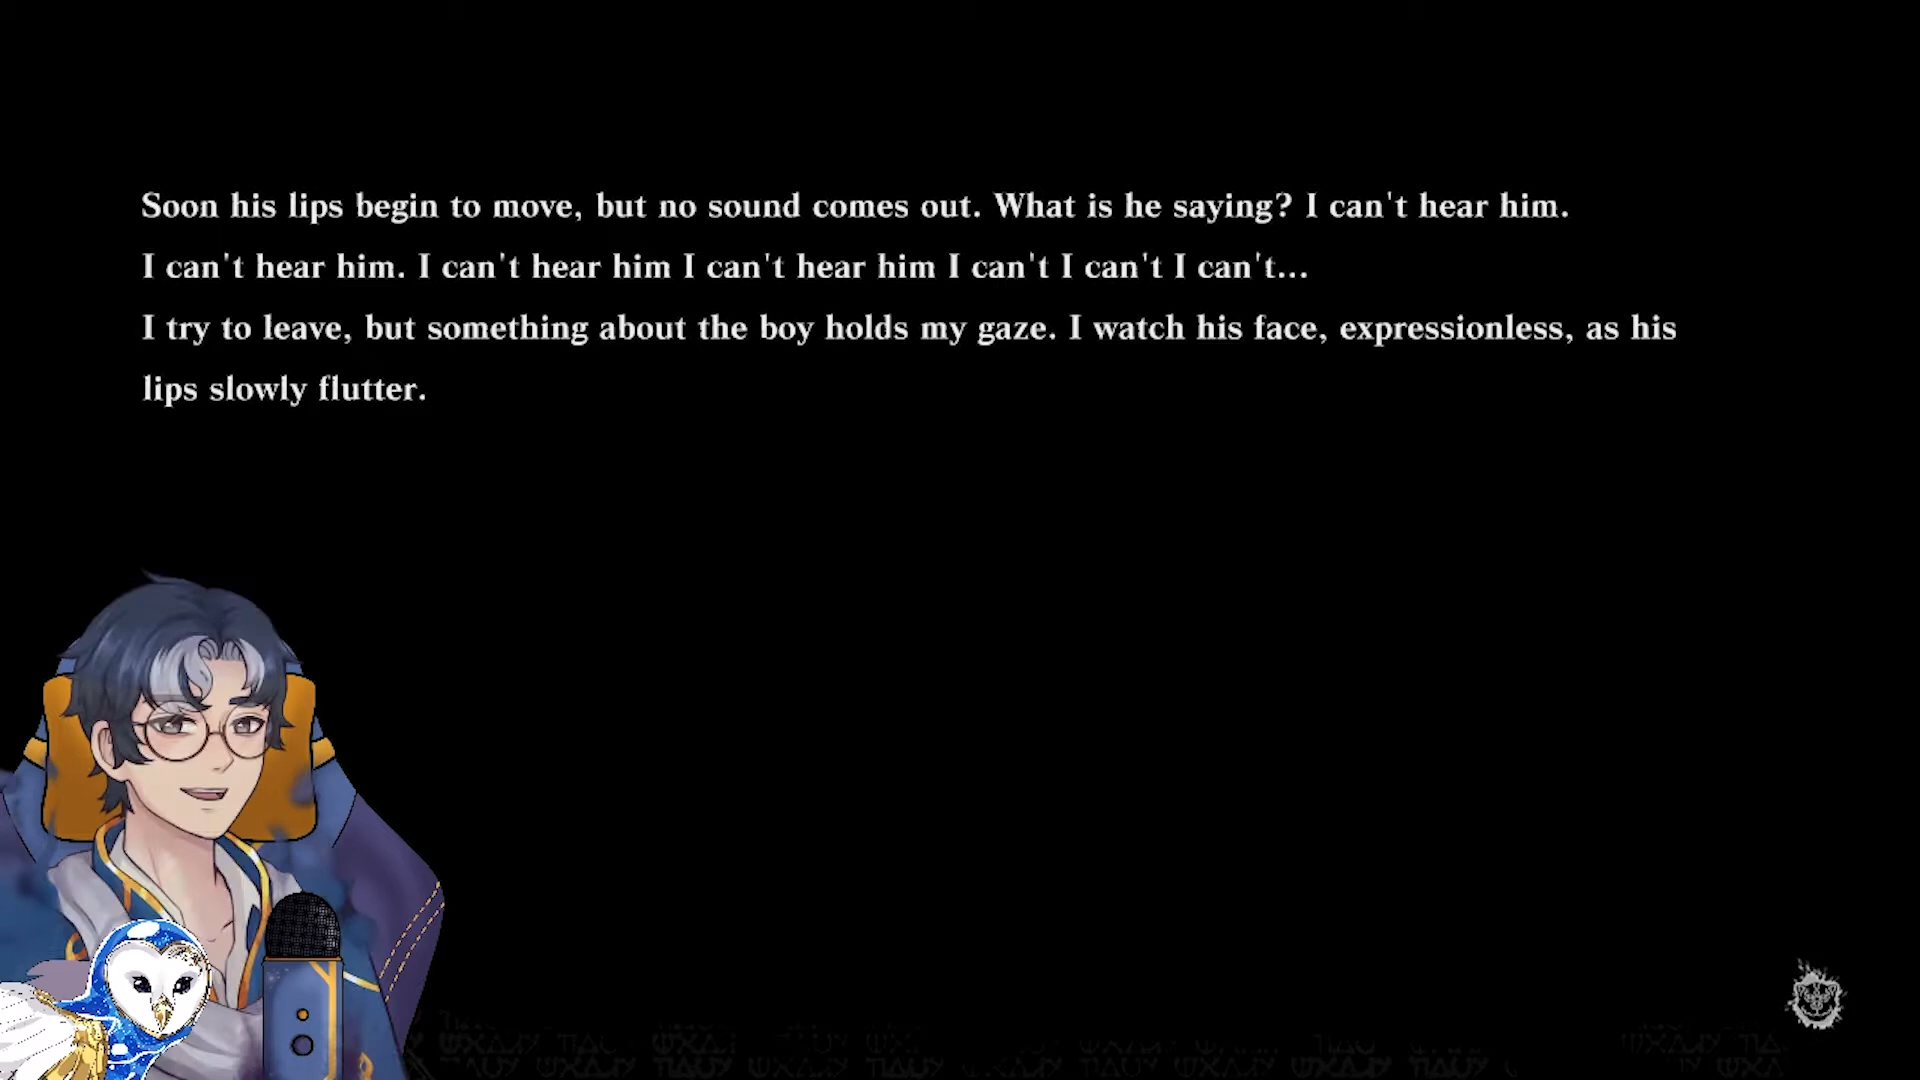 Soon his lips begin to move, but no sound comes out. What is he saying? I can't hear him.
I can't hear him. I can't hear him I can't hear him I can't I can't I can't...
I try to leave, but something about the boy holds my gaze. I watch his face, expressionless, as his
lips slowly flutter.